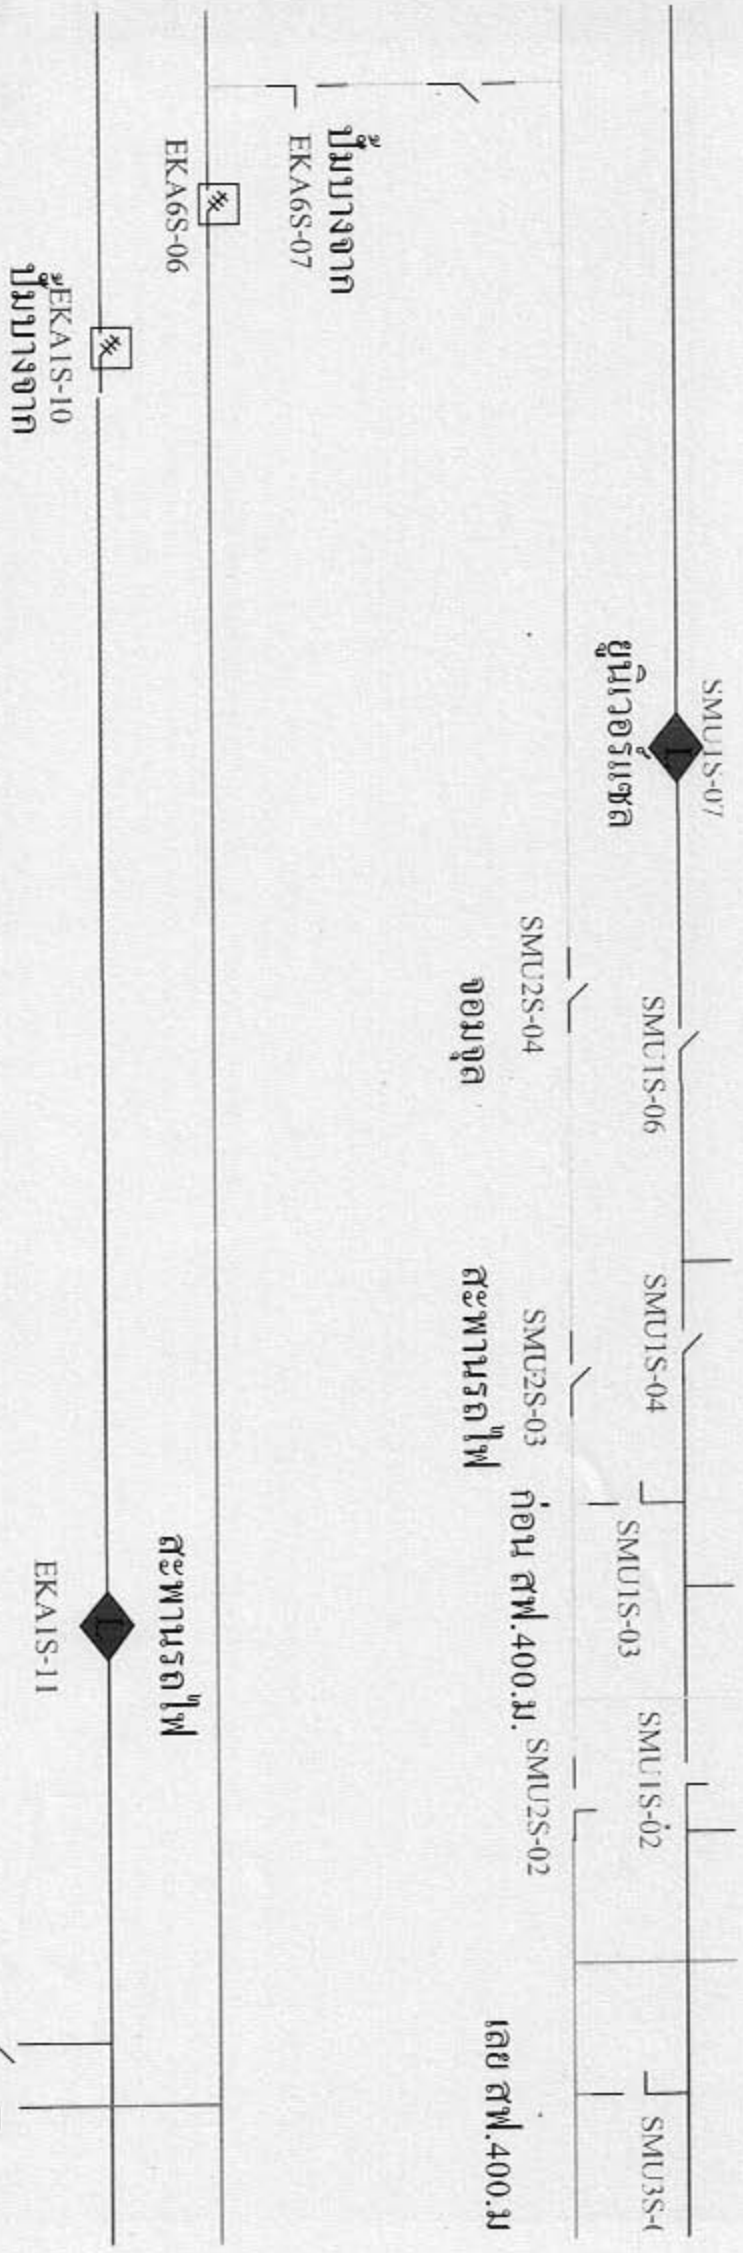 SMU1S-07
ยูนิเวอร์แซล
SMU1S-06
SMU1S-04
SMU1S-03
SMU1S-02
SMU3S-0
SMU2S-04
จอมจุล
SMU2S-03
สะพานรถไฟ
ก่อน สฟ.400.ม.
SMU2S-02
เลย สฟ.400.ม
ปั้มบางจาก
EKA6S-07
EKA6S-06
EKA1S-10
ปั้มบางจาก
สะพานรถไฟ
L
L
EKA1S-11